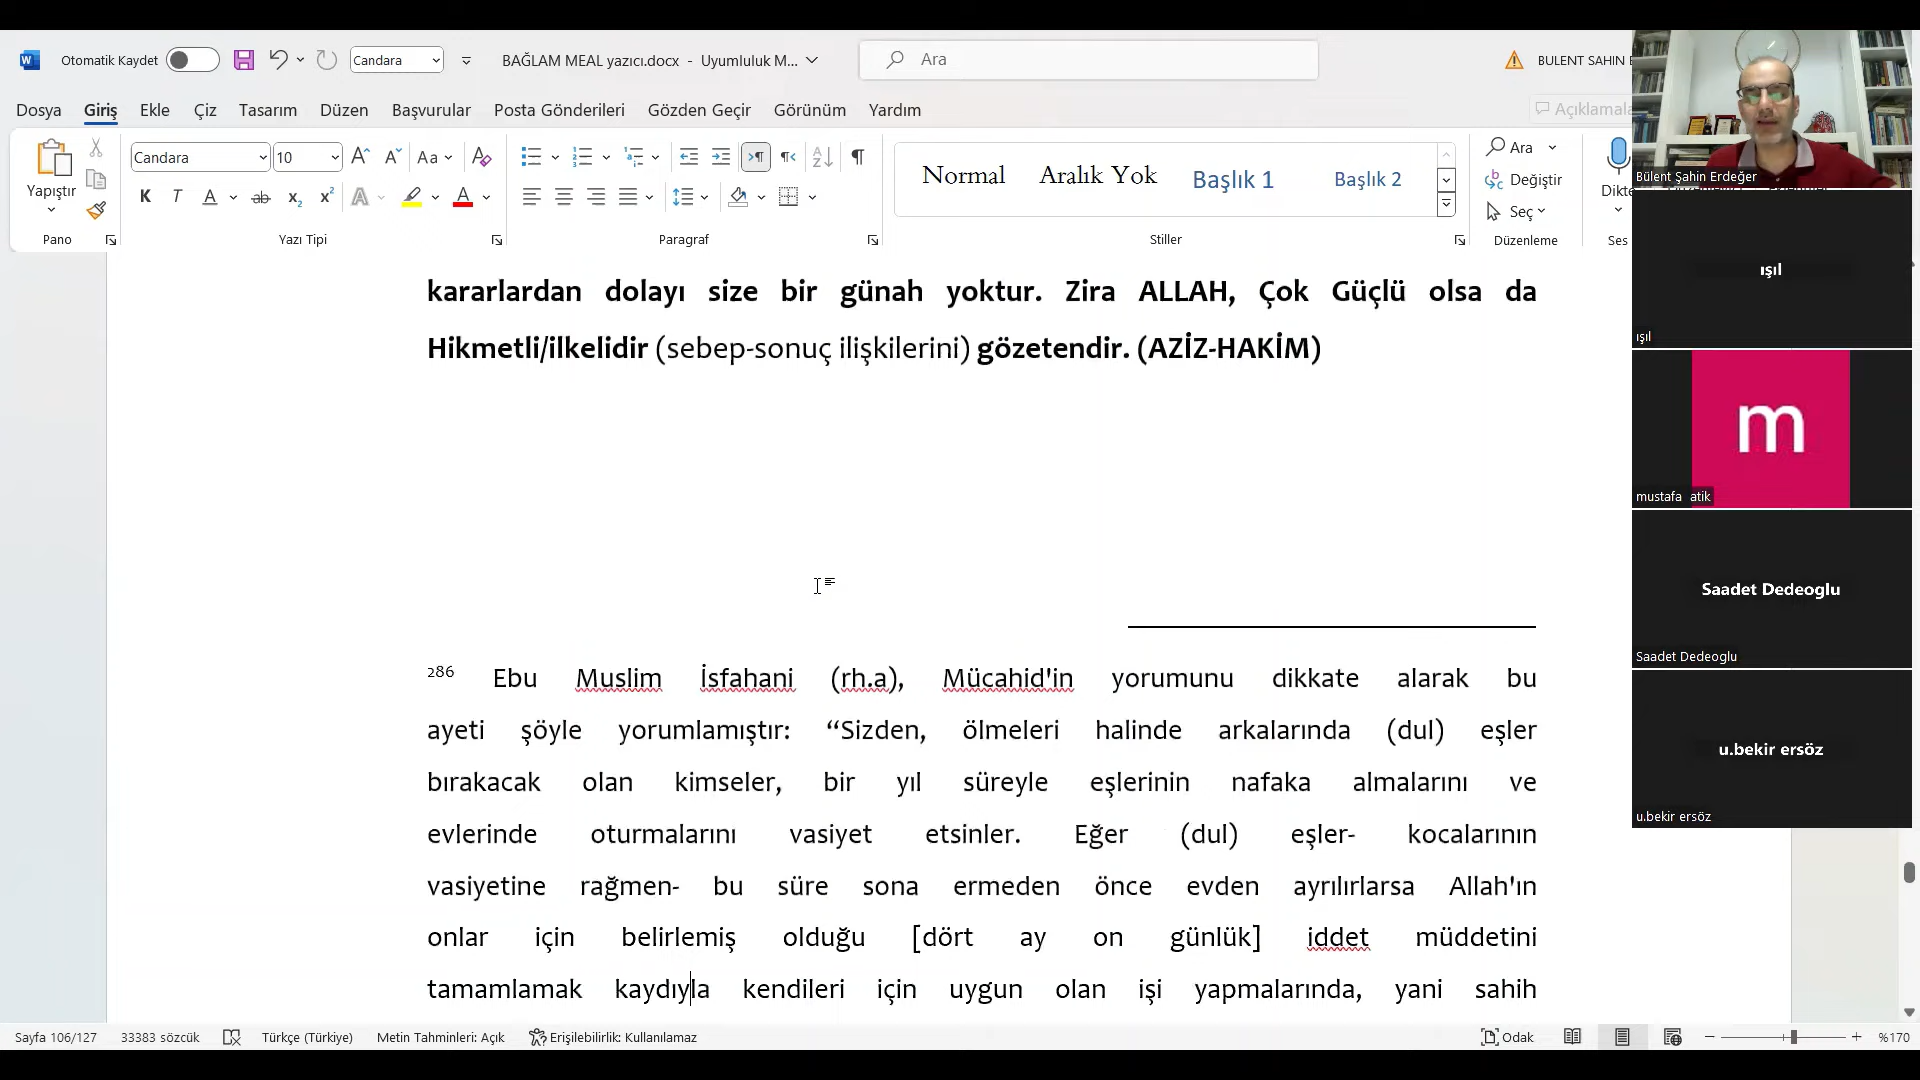 Otomatik Kaydet
Candara
BAĞLAM MEAL yazıcı.docx - Uyumluluk M...
Ara
BULENT SAHIN E
Dosya Giriş Ekle Çiz Tasarım Düzen Başvurular Posta Gönderileri Gözden Geçir Görünüm Yardım
Açıklamala
Yapıştır
Pano
Candara 10
Aa
K T A ab x₂ x²
A A
Yazı Tipi
Paragraf
Normal Aralık Yok Başlık 1 Başlık 2
Stiller
Ara
Değiştir
Seç
Düzenleme
Dikte
Ses
kararlardan dolayı size bir günah yoktur. Zira ALLAH, Çok Güçlü olsa da
Hikmetli/ilkelidir (sebep-sonuç ilişkilerini) gözetendir. (AZİZ-HAKİM)
286 Ebu Muslim İsfahani (rh.a), Mücahid'in yorumunu dikkate alarak bu
ayeti şöyle yorumlamıştır: “Sizden, ölmeleri halinde arkalarında (dul) eşler
bırakacak olan kimseler, bir yıl süreyle eşlerinin nafaka almalarını ve
evlerinde oturmalarını vasiyet etsinler. Eğer (dul) eşler- kocalarının
vasiyetine rağmen- bu süre sona ermeden önce evden ayrılırlarsa Allah'ın
onlar için belirlemiş olduğu [dört ay on günlük] iddet müddetini
tamamlamak kaydıyla kendileri için uygun olan işi yapmalarında, yani sahih
Sayfa 106/127 33383 sözcük Türkçe (Türkiye) Metin Tahminleri: Açık Erişilebilirlik: Kullanılamaz
Odak
%170
Bülent Şahin Erdeğer
ışıl
ışıl
m
mustafa atik
Saadet Dedeoglu
Saadet Dedeoglu
u.bekir ersöz
u.bekir ersöz